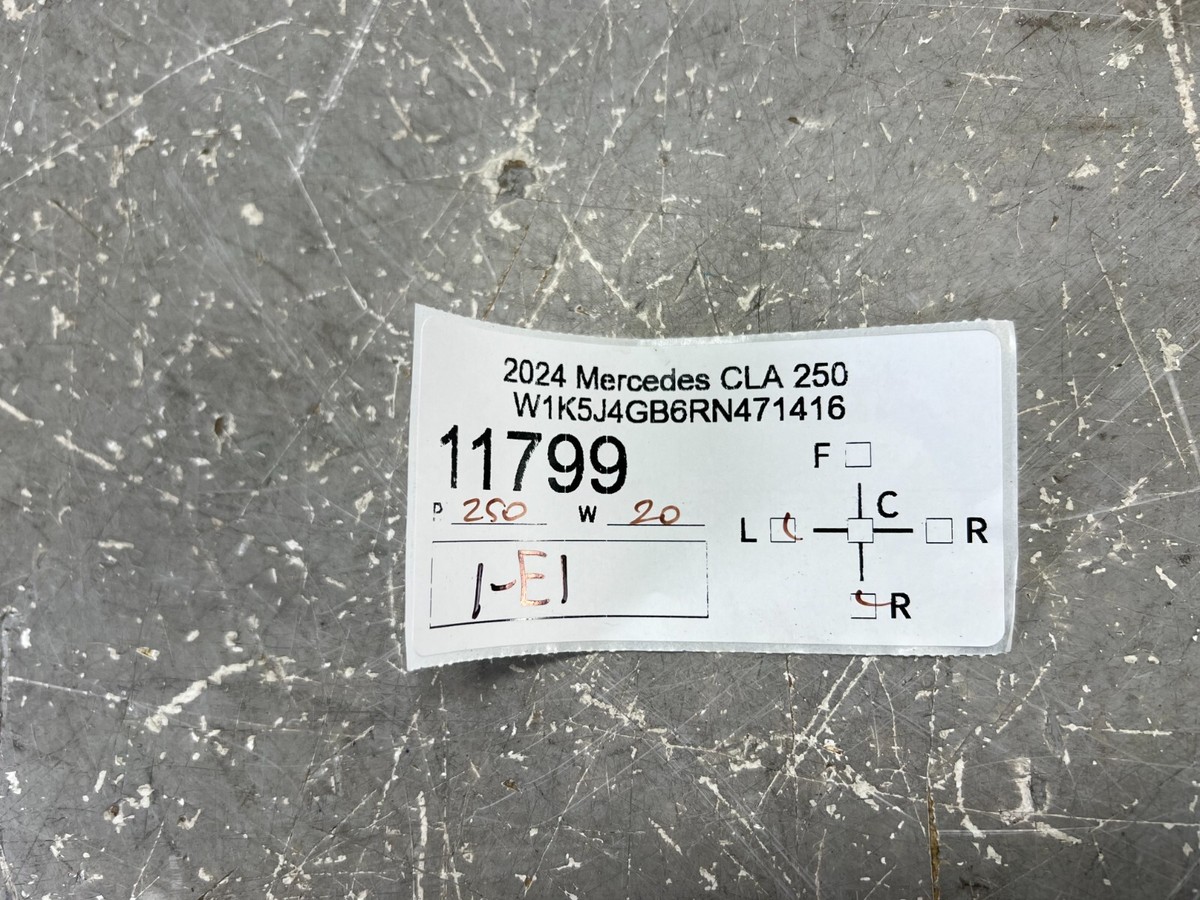 2024 Mercedes CLA 250
W1K5J4GB6RN471416
11799
F
P 250 W 20
C
L R
1-E1
R